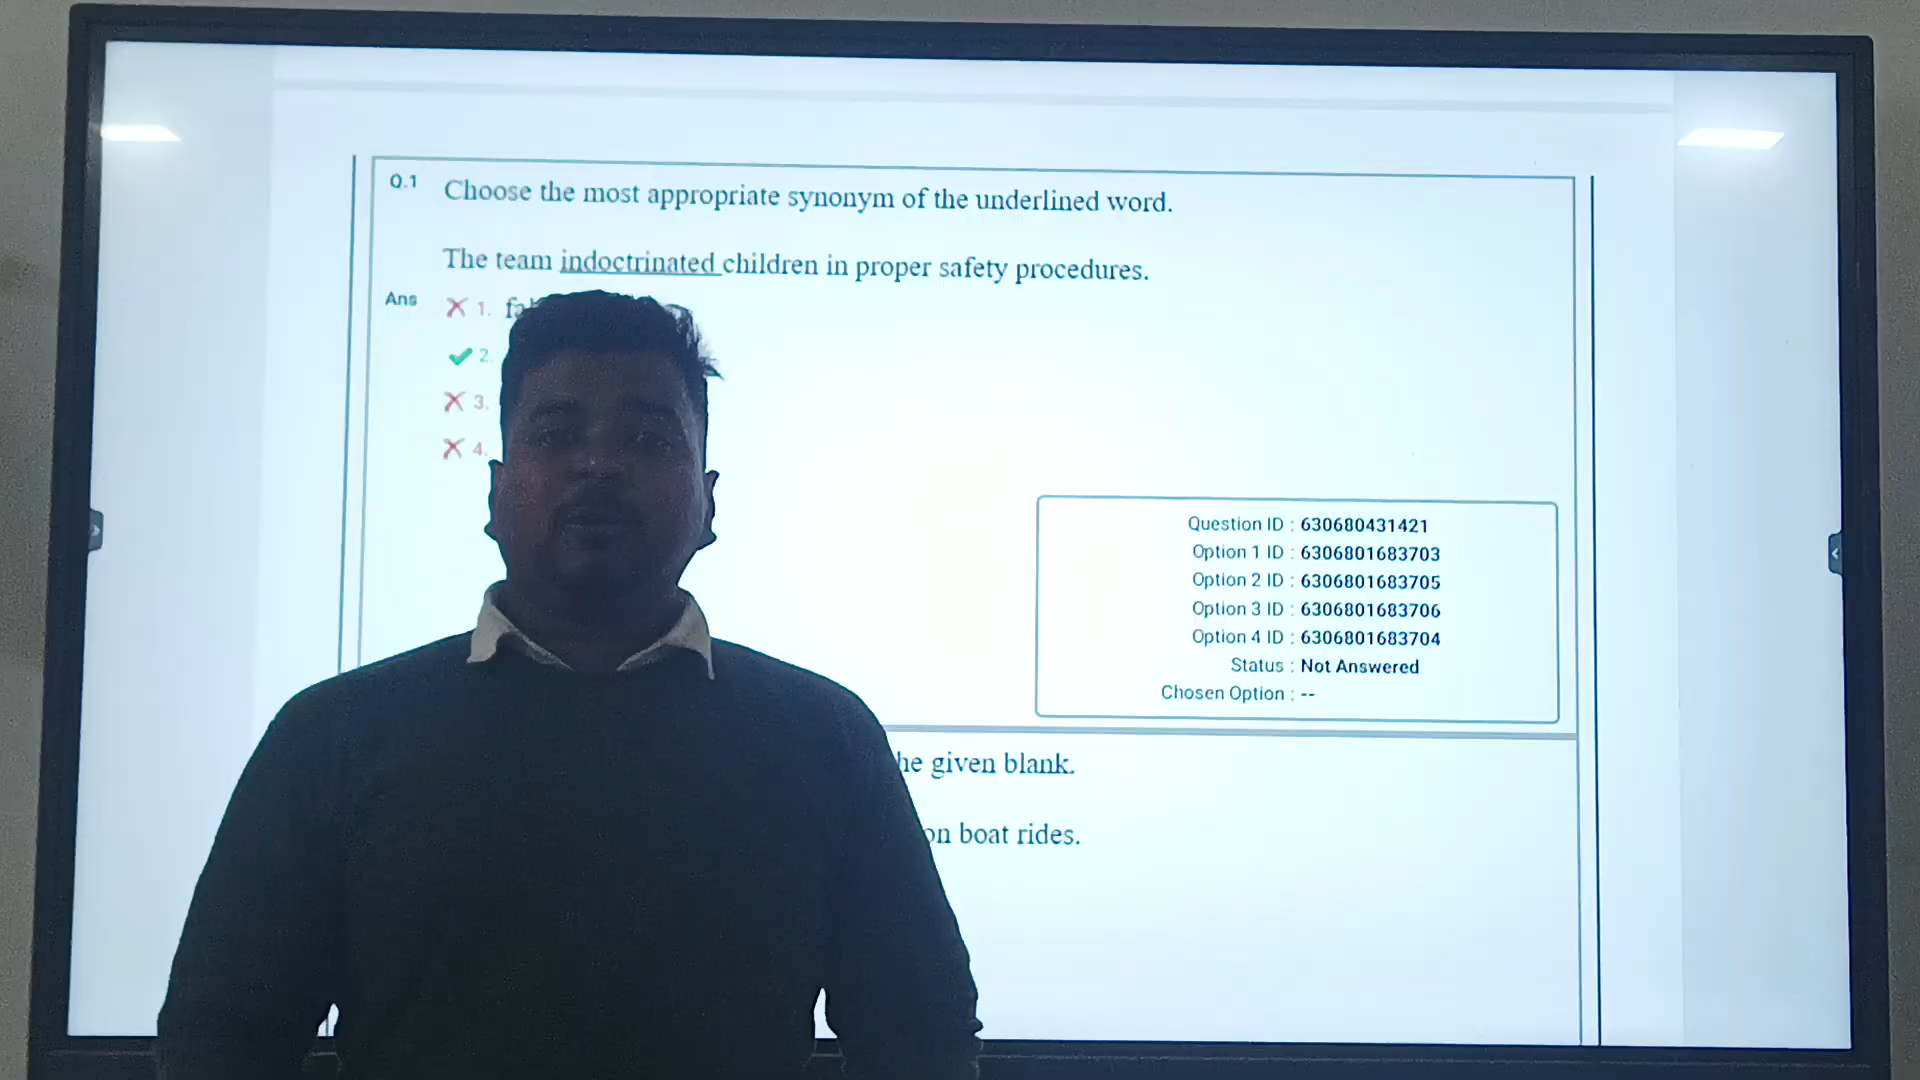 Q.1 Choose the most appropriate synonym of the underlined word.
The team indoctrinated children in proper safety procedures.
Ans
1.
2.
3.
4.
Question ID : 630680431421
Option 1 ID : 6306801683703
Option 2 ID : 6306801683705
Option 3 ID : 6306801683706
Option 4 ID : 6306801683704
Status : Not Answered
Chosen Option : --
given blank.
on boat rides.